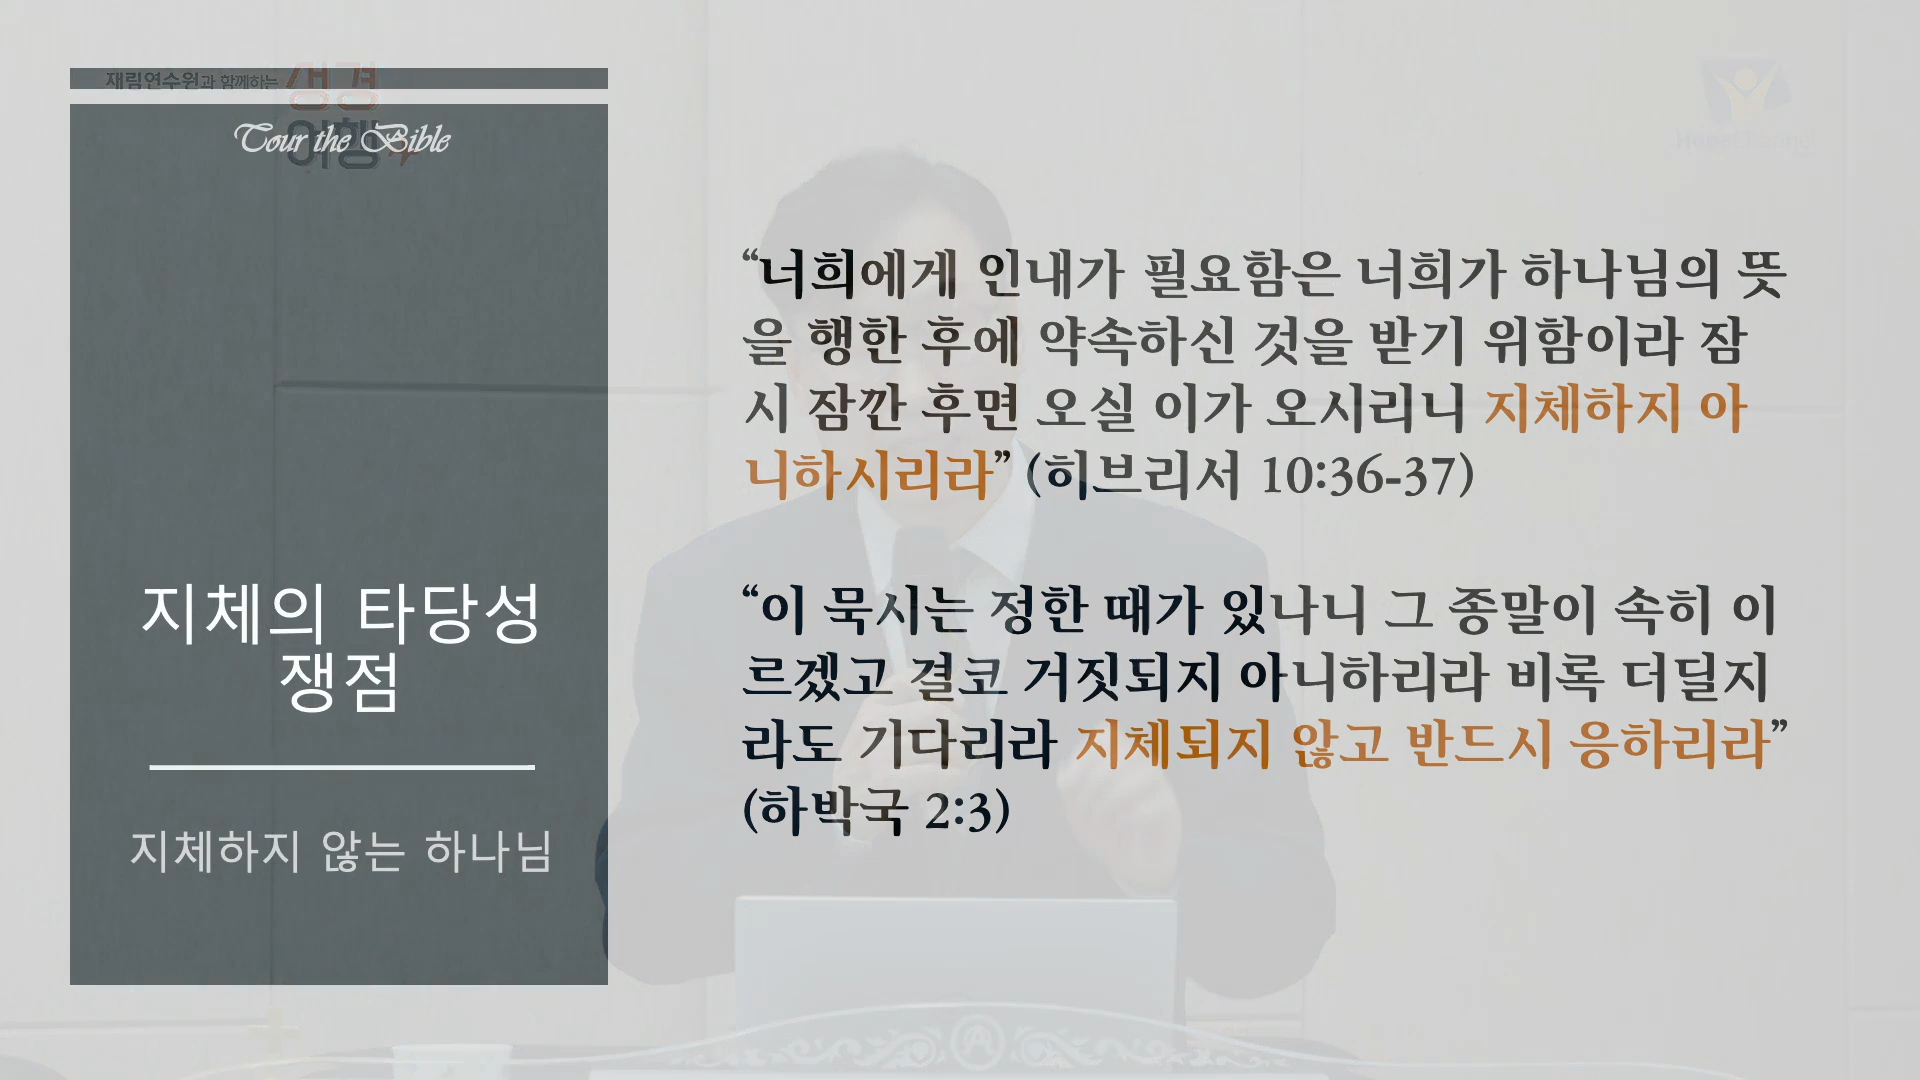 재림연수원과 함께하는 성경
여행
Tour the Bible
지체의 타당성
쟁점
지체하지 않는 하나님
“너희에게 인내가 필요함은 너희가 하나님의 뜻
을 행한 후에 약속하신 것을 받기 위함이라 잠
시 잠깐 후면 오실 이가 오시리니 지체하지 아
니하시리라” (히브리서 10:36-37)
“이 묵시는 정한 때가 있나니 그 종말이 속히 이
르겠고 결코 거짓되지 아니하리라 비록 더딜지
라도 기다리라 지체되지 않고 반드시 응하리라”
(하박국 2:3)